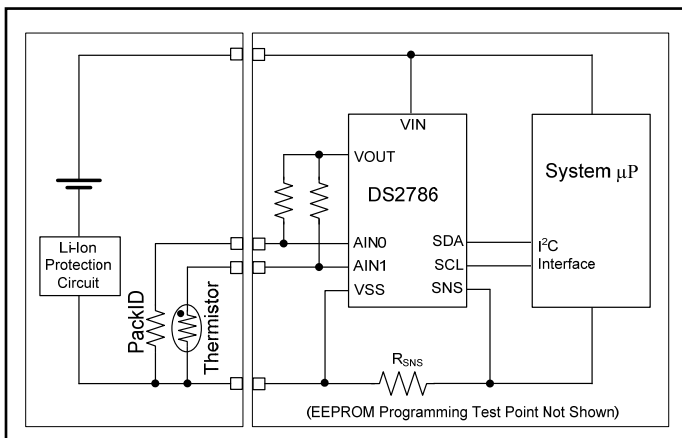 VIN
VOUT
DS2786
System μP
Li-Ion
Protection
Circuit
PackID
Thermistor
AIN0
AIN1
VSS
SDA
SCL
SNS
I²C
Interface
R_SNS
(EEPROM Programming Test Point Not Shown)